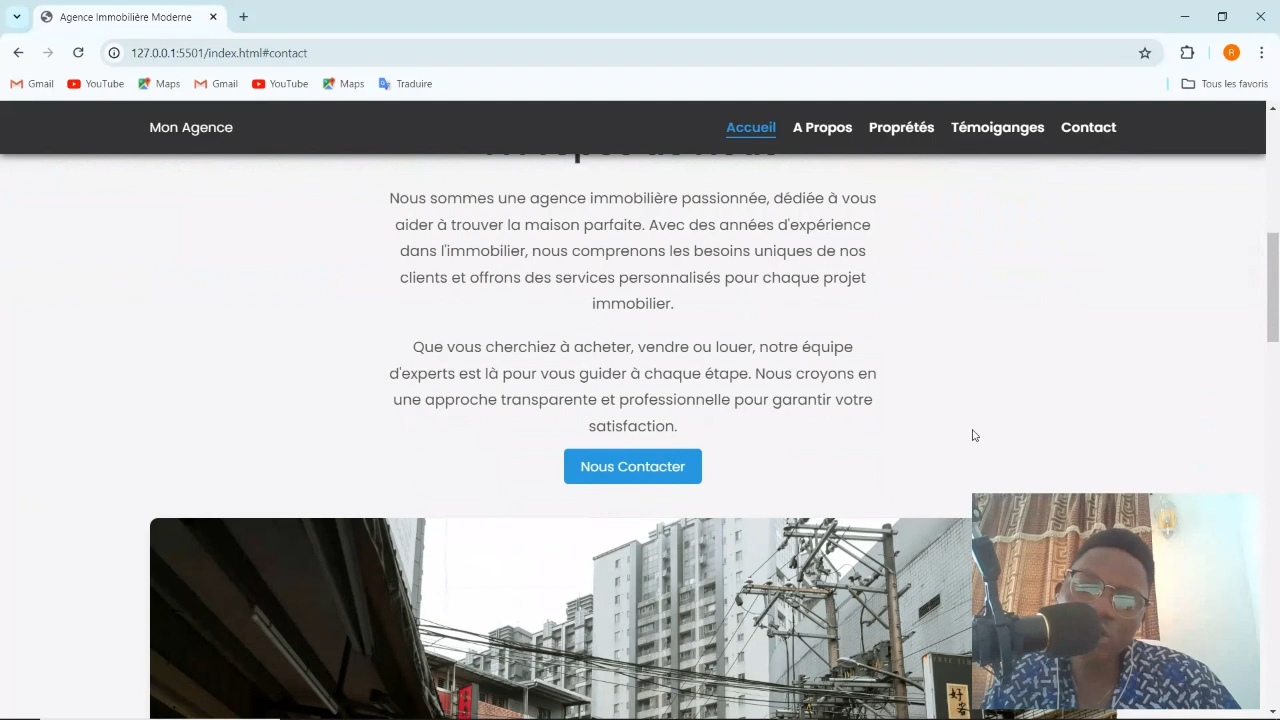 Agence Immobilière Moderne
127.0.0.1:5501/index.html#contact
R
Gmail YouTube Maps Gmail YouTube Maps Traduire Tous les favoris
Mon Agence Accueil A Propos Proprétés Témoiganges Contact
Nous sommes une agence immobilière passionnée, dédiée à vous
aider à trouver la maison parfaite. Avec des années d'expérience
dans l'immobilier, nous comprenons les besoins uniques de nos
clients et offrons des services personnalisés pour chaque projet
immobilier.
Que vous cherchiez à acheter, vendre ou louer, notre équipe
d'experts est là pour vous guider à chaque étape. Nous croyons en
une approche transparente et professionnelle pour garantir votre
satisfaction.
Nous Contacter